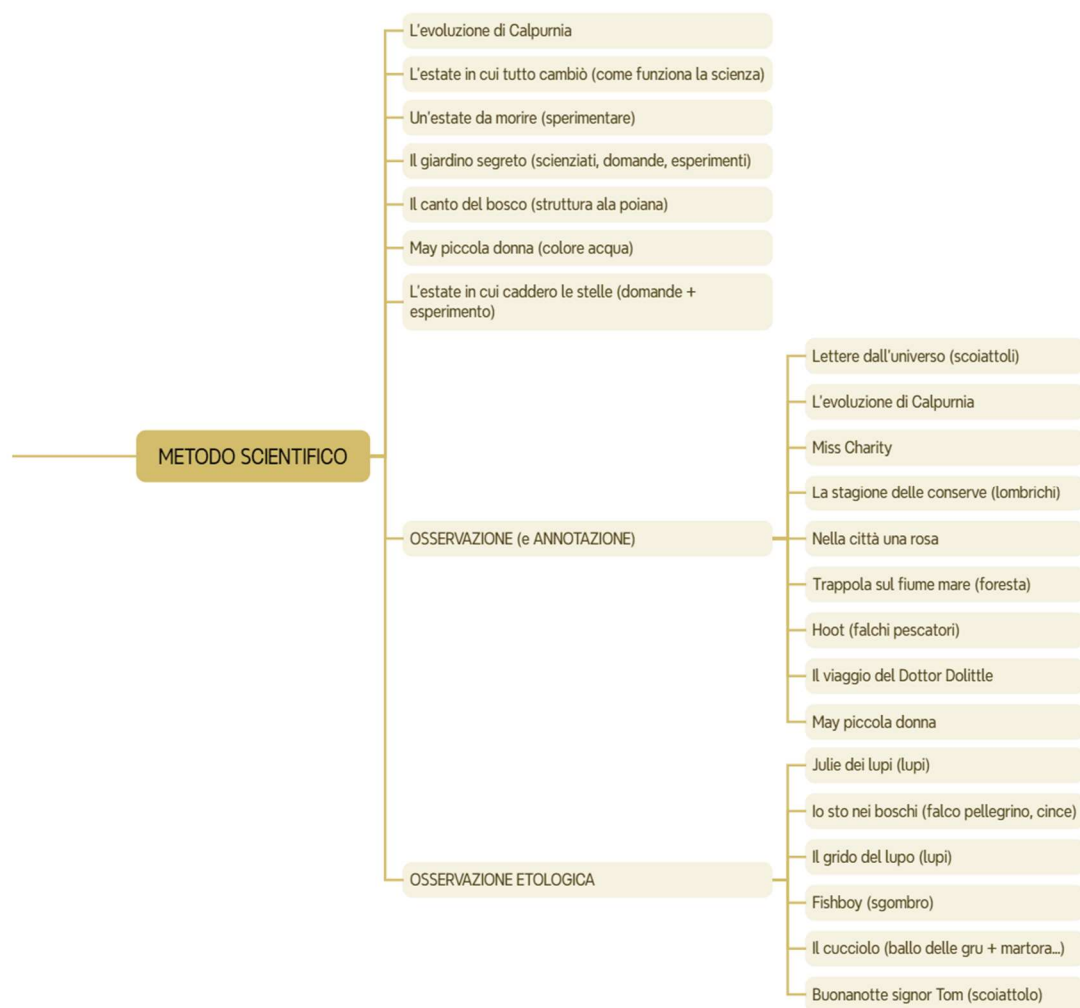 L'evoluzione di Calpurnia
L'estate in cui tutto cambiò (come funziona la scienza)
Un'estate da morire (sperimentare)
Il giardino segreto (scienziati, domande, esperimenti)
Il canto del bosco (struttura ala poiana)
May piccola donna (colore acqua)
L'estate in cui caddero le stelle (domande +
esperimento)
METODO SCIENTIFICO
OSSERVAZIONE (e ANNOTAZIONE)
Lettere dall'universo (scoiattoli)
L'evoluzione di Calpurnia
Miss Charity
La stagione delle conserve (lombrichi)
Nella città una rosa
Trappola sul fiume mare (foresta)
Hoot (falchi pescatori)
Il viaggio del Dottor Dolittle
May piccola donna
OSSERVAZIONE ETOLOGICA
Julie dei lupi (lupi)
Io sto nei boschi (falco pellegrino, cince)
Il grido del lupo (lupi)
Fishboy (sgombro)
Il cucciolo (ballo delle gru + martora...)
Buonanotte signor Tom (scoiattolo)